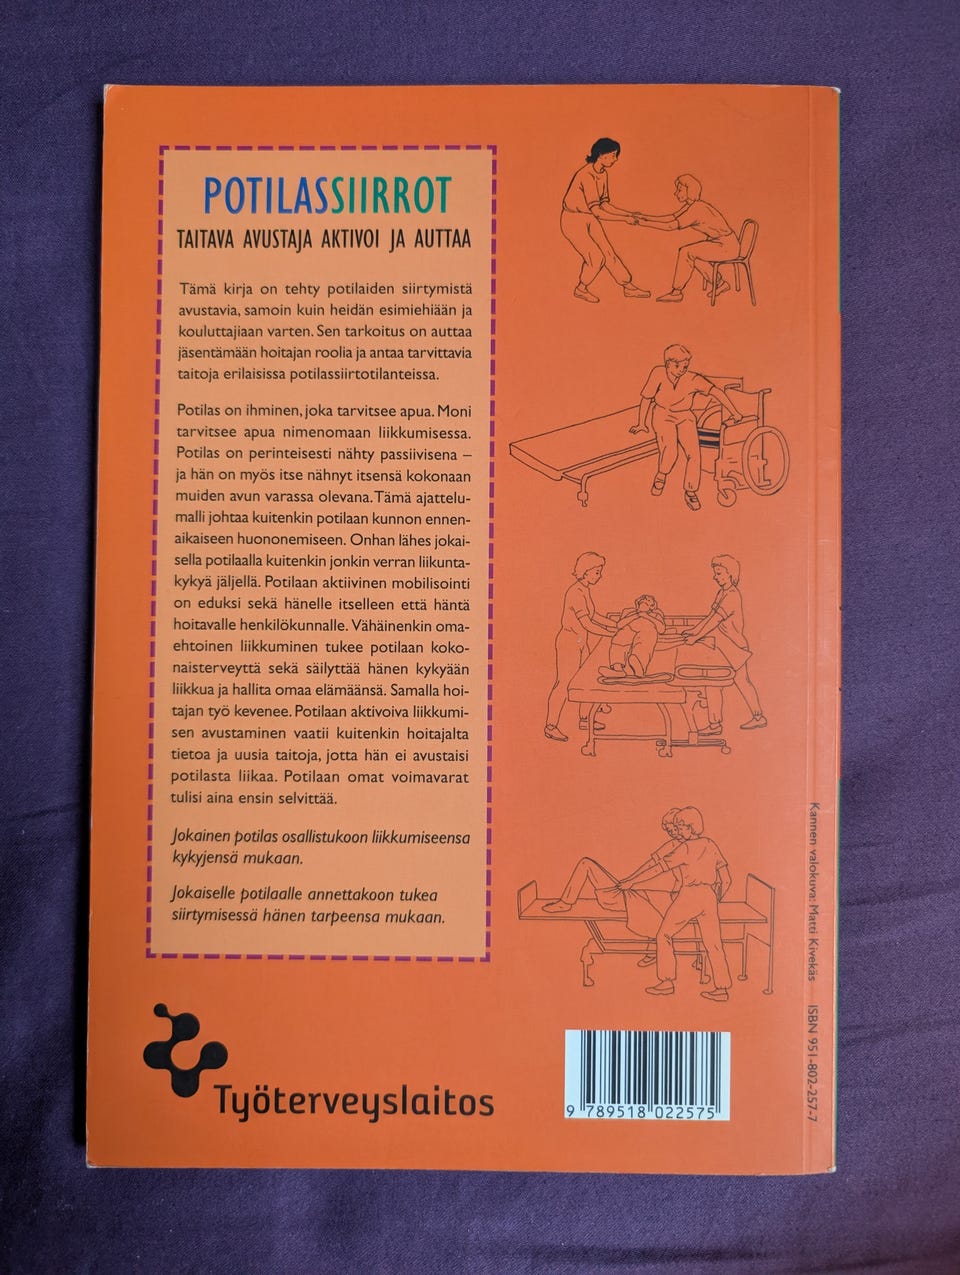 POTILASSIIRROT
TAITAVA AVUSTAJA AKTIVOI JA AUTTAA
Tämä kirja on tehty potilaiden siirtymistä
avustavia, samoin kuin heidän esimiehiään ja
kouluttajiaan varten. Sen tarkoitus on auttaa
jäsentämään hoitajan roolia ja antaa tarvittavia
taitoja erilaisissa potilassiirtotilanteissa.
Potilas on ihminen, joka tarvitsee apua. Moni
tarvitsee apua nimenomaan liikkumisessa.
Potilas on perinteisesti nähty passiivisena –
ja hän on myös itse nähnyt itsensä kokonaan
muiden avun varassa olevana. Tämä ajattelu-
malli johtaa kuitenkin potilaan kunnon ennen-
aikaiseen huononemiseen. Onhan lähes jokai-
sella potilaalla kuitenkin jonkin verran liikunta-
kykyä jäljellä. Potilaan aktiivinen mobilisointi
on eduksi sekä hänelle itselleen että häntä
hoitavalle henkilökunnalle. Vähäinenkin oma-
ehtoinen liikkuminen tukee potilaan koko-
naisterveyttä sekä säilyttää hänen kykyään
liikkua ja hallita omaa elämäänsä. Samalla hoi-
tajan työ kevenee. Potilaan aktivoiva liikkumi-
sen avustaminen vaatii kuitenkin hoitajalta
tietoa ja uusia taitoja, jotta hän ei avustaisi
potilasta liikaa. Potilaan omat voimavarat
tulisi aina ensin selvittää.
Jokainen potilas osallistukoon liikkumiseensa
kykyjensä mukaan.
Jokaiselle potilaalle annettakoon tukea
siirtymisessä hänen tarpeensa mukaan.
Työterveyslaitos
9 789518 022575
Kannen valokuva: Matti Kivekäs ISBN 951-802-257-7